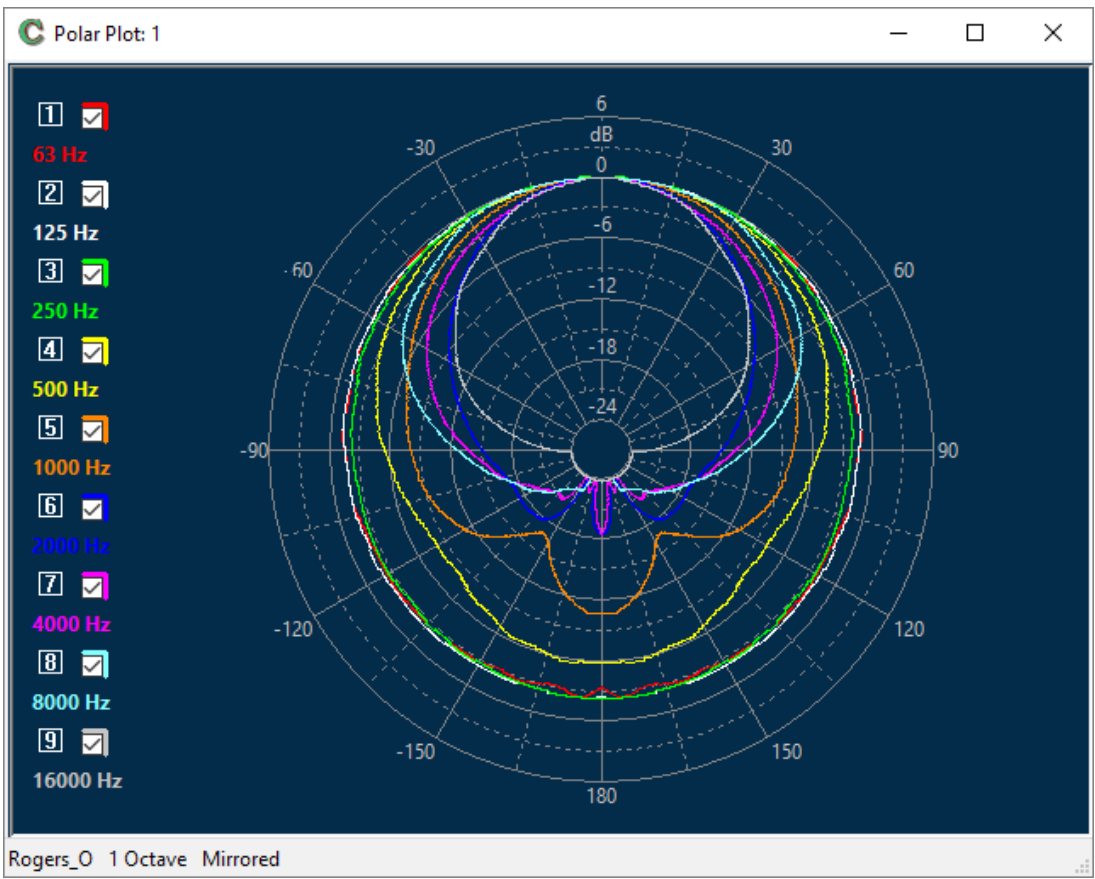 Polar Plot: 1
1
63 Hz
2
125 Hz
3
250 Hz
4
500 Hz
5
1000 Hz
6
2000 Hz
7
4000 Hz
8
8000 Hz
9
16000 Hz
6
dB
0
-6
-12
-18
-24
-30
30
60
60
-90
90
-120
120
-150
150
180
Rogers_O 1 Octave Mirrored